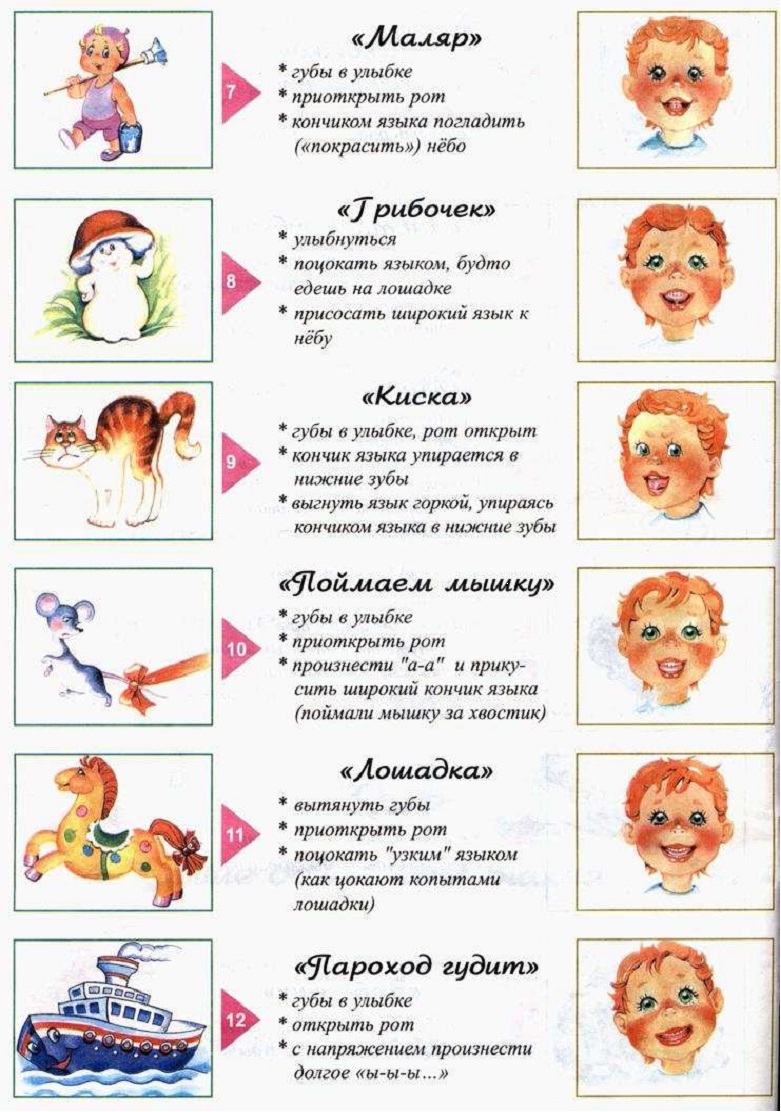 «Маляр»
7
* губы в улыбке
* приоткрыть рот
* кончиком языка погладить
(«покрасить») нёбо
«Грибочек»
8
* улыбнуться
* поцокать языком, будто
едешь на лошадке
* присосать широкий язык к
нёбу
«Киска»
9
* губы в улыбке, рот открыт
* кончик языка упирается в
нижние зубы
* выгнуть язык горкой, упираясь
кончиком языка в нижние зубы
«Поймаем мышку»
10
* губы в улыбке
* приоткрыть рот
* произнести "а-а" и прику-
сить широкий кончик языка
(поймали мышку за хвостик)
«Лошадка»
11
* вытянуть губы
* приоткрыть рот
* поцокать "узким" языком
(как цокают копытами
лошадки)
«Пароход гудит»
12
* губы в улыбке
* открыть рот
* с напряжением произнести
долгое «ы-ы-ы...»